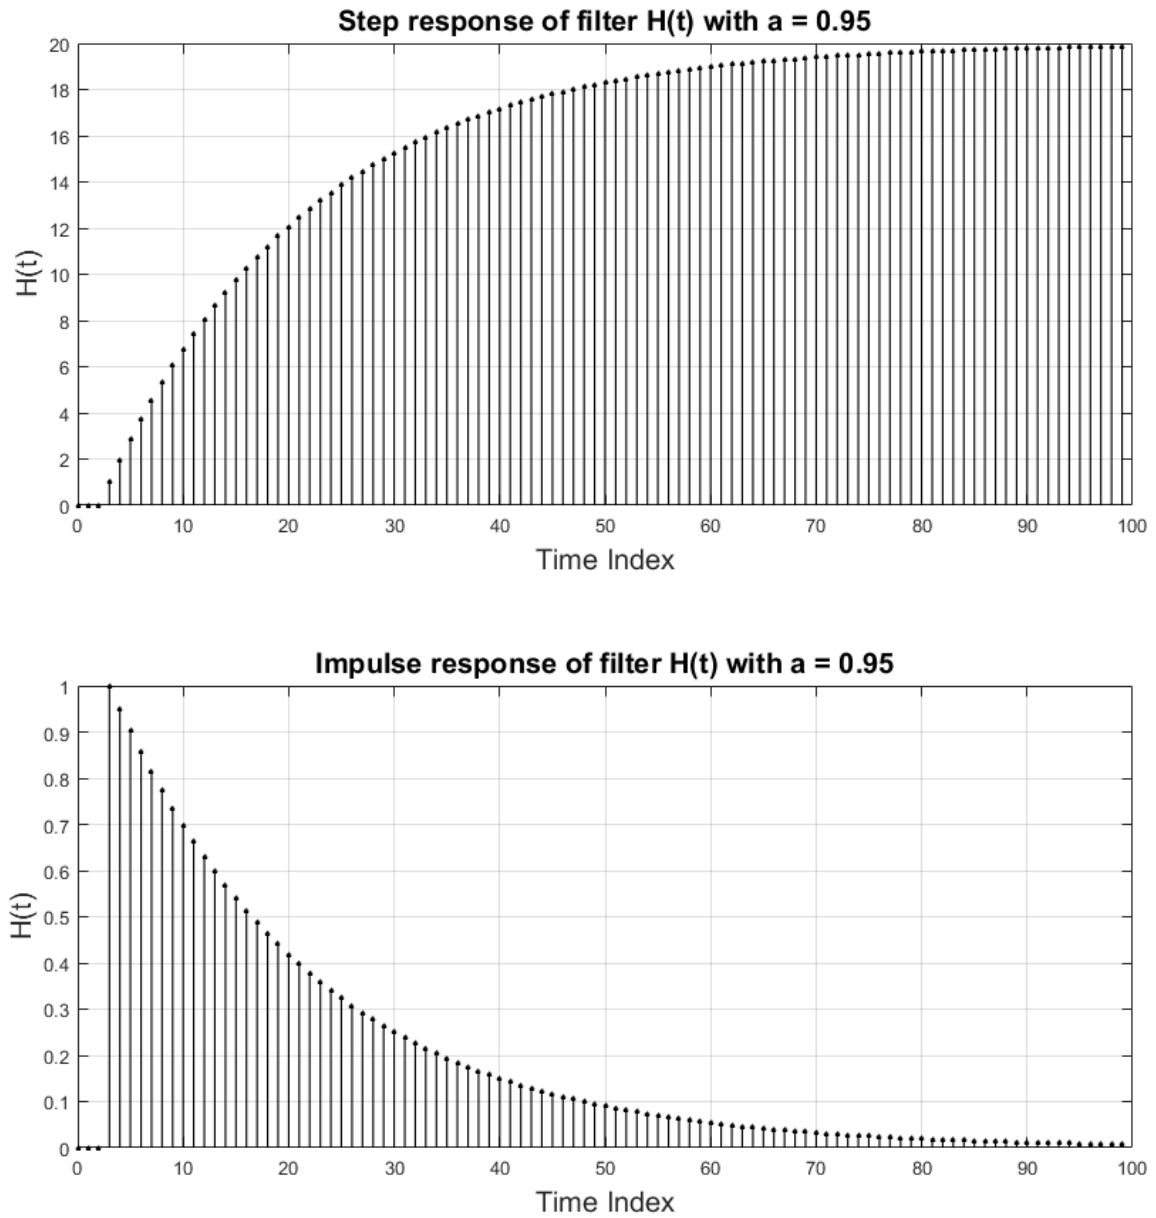 Step response of filter H(t) with a = 0.95
20
18
16
14
12
10
8
6
4
2
0
H(t)
0 10 20 30 40 50 60 70 80 90 100
Time Index
Impulse response of filter H(t) with a = 0.95
1
0.9
0.8
0.7
0.6
0.5
0.4
0.3
0.2
0.1
0
H(t)
0 10 20 30 40 50 60 70 80 90 100
Time Index